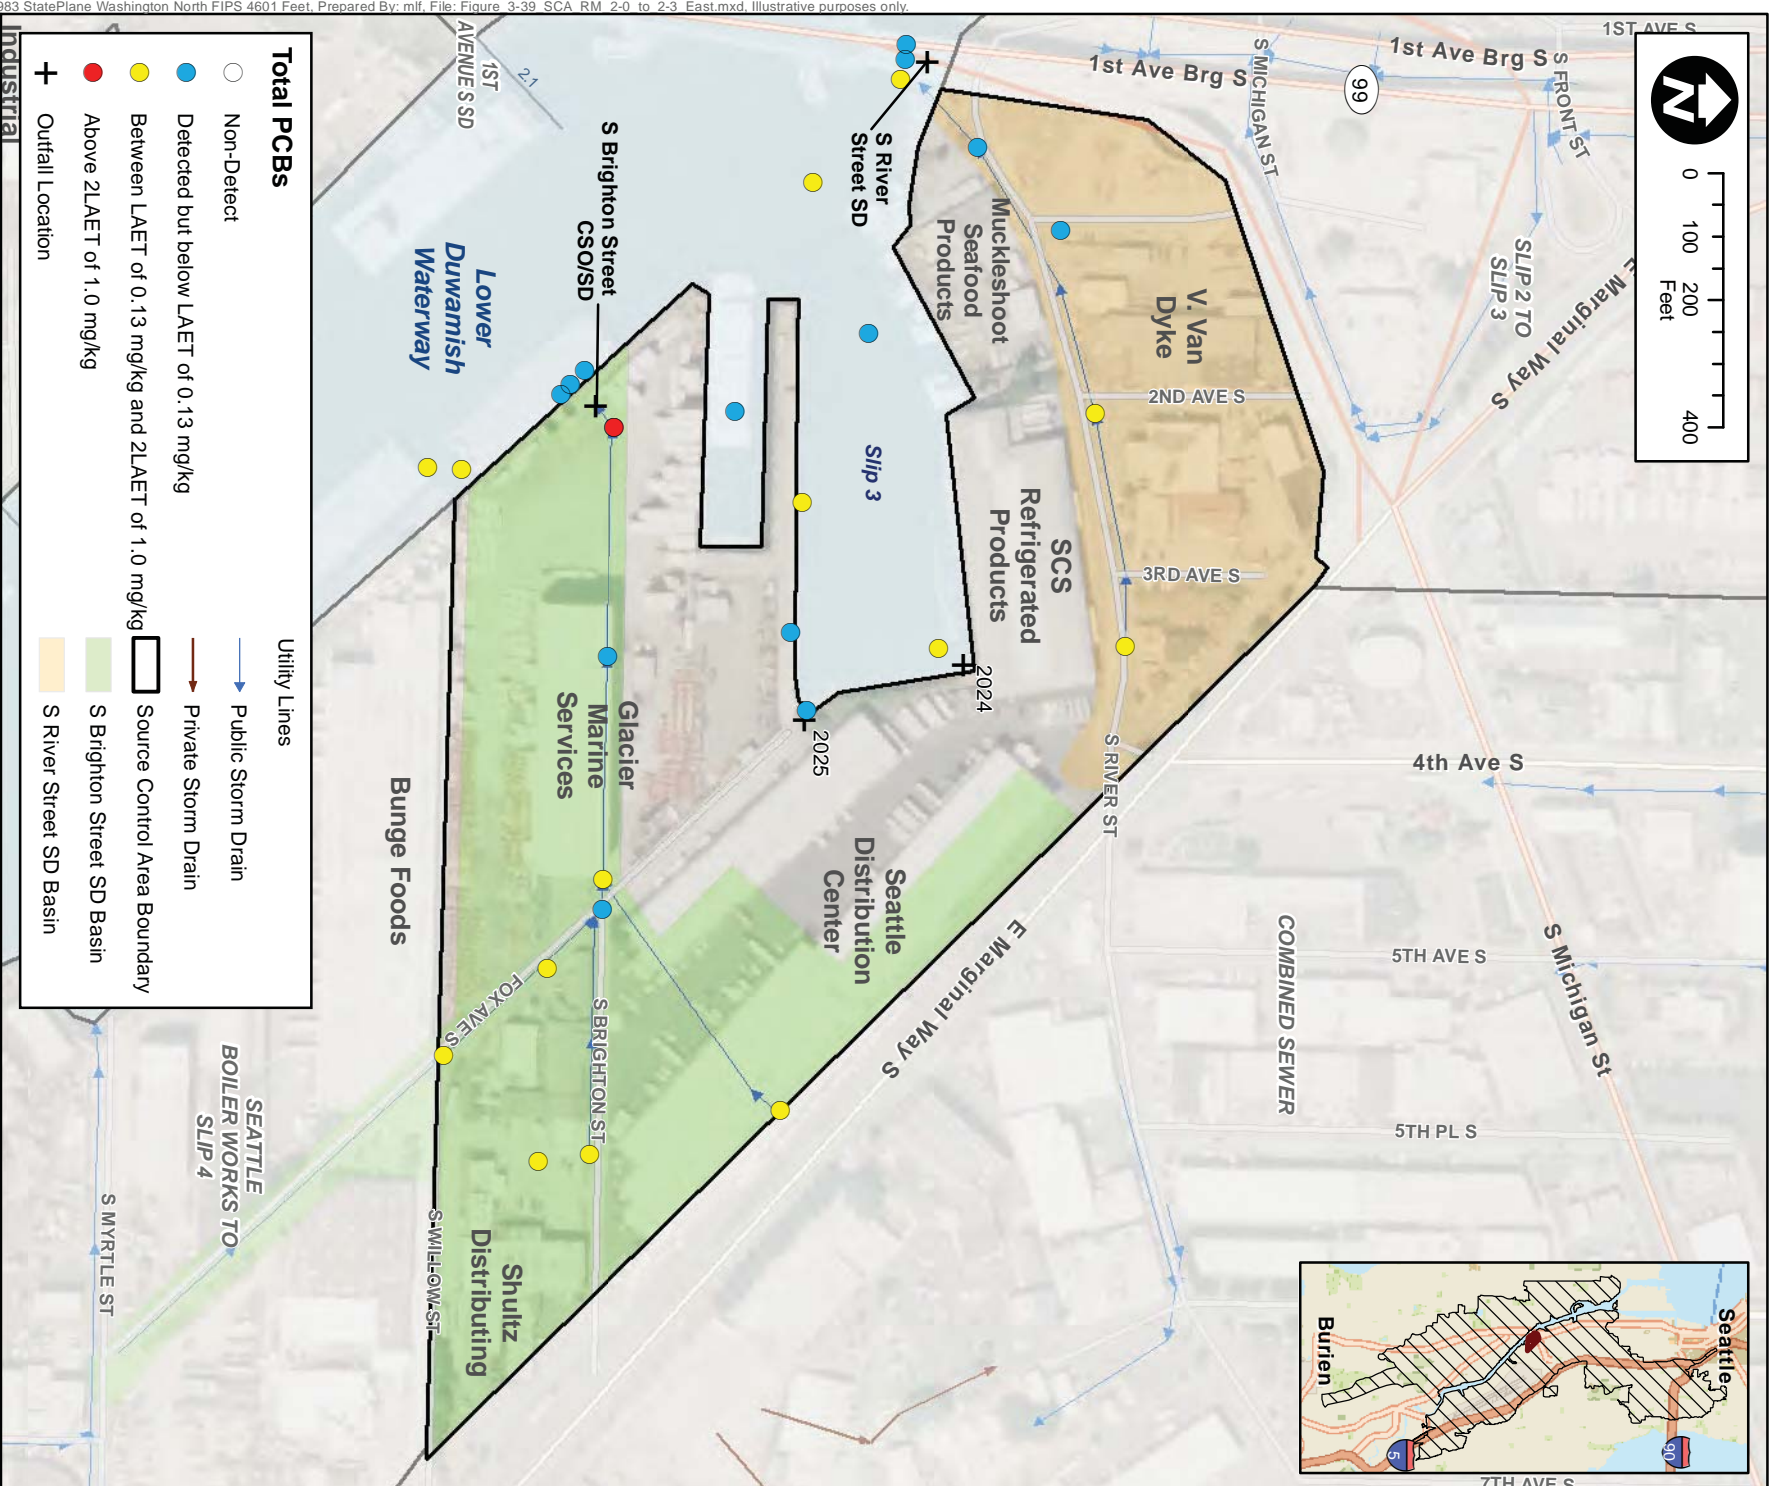 983 StatePlane Washington North FIPS 4601 Feet, Prepared By: mlf, File: Figure_3-39_SCA_RM_2-0_to_2-3_East.mxd, Illustrative purposes only.
N
0 100 200 400
Feet
1ST AVE S
1st Ave Brg S
1st Ave Brg S
S FRONT ST
S MICHIGAN ST
99
SLIP 2 TO
SLIP 3
E Marginal Way S
V. Van
Dyke
2ND AVE S
3RD AVE S
4th Ave S
S RIVER ST
Muckleshoot
Seafood
Products
SCS
Refrigerated
Products
S River
Street SD
S Brighton Street
CSO/SD
1ST
AVENUE S SD
2.1
Lower
Duwamish
Waterway
Slip 3
2024
2025
Glacier
Marine
Services
Bunge Foods
Seattle
Distribution
Center
E Marginal Way S
COMBINED SEWER
5TH AVE S
5TH PL S
S Michigan St
FOX AVE S
S BRIGHTON ST
S WILLOW ST
Shultz
Distributing
SEATTLE
BOILER WORKS TO
SLIP 4
S MYRTLE ST
7TH AVE S
Industrial
Total PCBs
Non-Detect
Detected but below LAET of 0.13 mg/kg
Between LAET of 0.13 mg/kg and 2LAET of 1.0 mg/kg
Above 2LAET of 1.0 mg/kg
Outfall Location
Utility Lines
Public Storm Drain
Private Storm Drain
Source Control Area Boundary
S Brighton Street SD Basin
S River Street SD Basin
Seattle
Burien
90
5